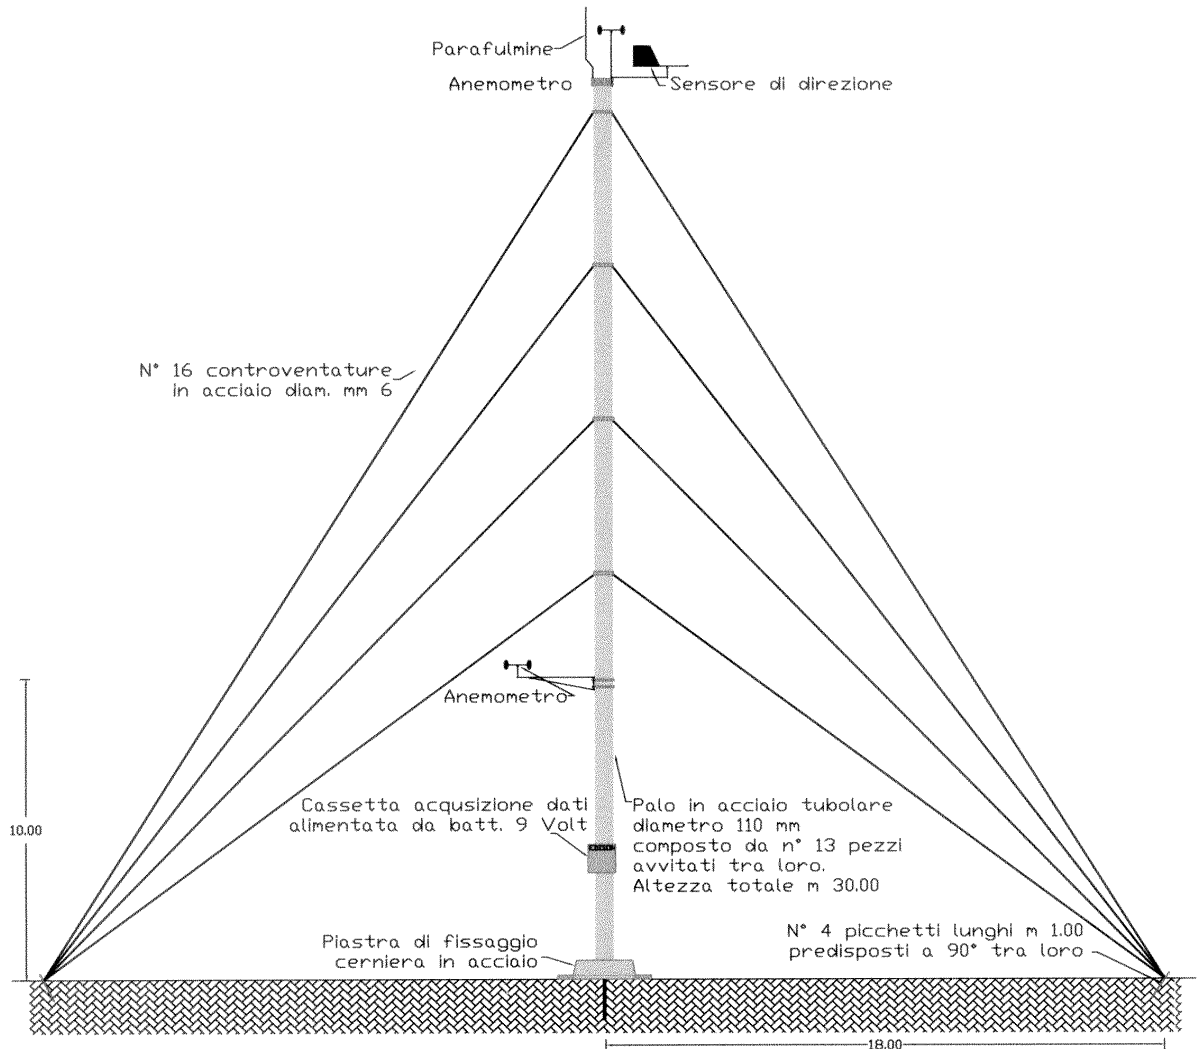 Parafulmine
Anemometro
Sensore di direzione
N° 16 controventature
in acciaio diam. mm 6
Anemometro
10.00
Cassetta acqusizione dati
alimentata da batt. 9 Volt
Palo in acciaio tubolare
diametro 110 mm
composto da n° 13 pezzi
avvitati tra loro.
Altezza totale m 30.00
Piastra di fissaggio
cerniera in acciaio
N° 4 picchetti lunghi m 1.00
predisposti a 90° tra loro
18.00